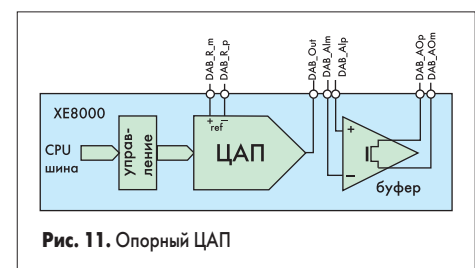 DAB_R_m
DAB_R_p
DAB_Out
DAB_AIm
DAB_AIp
DAB_AOp
DAB_AOm
XE8000
CPU
шина
управ-
ление
+ −
ref
ЦАП
+
−
буфер
Рис. 11. Опорный ЦАП